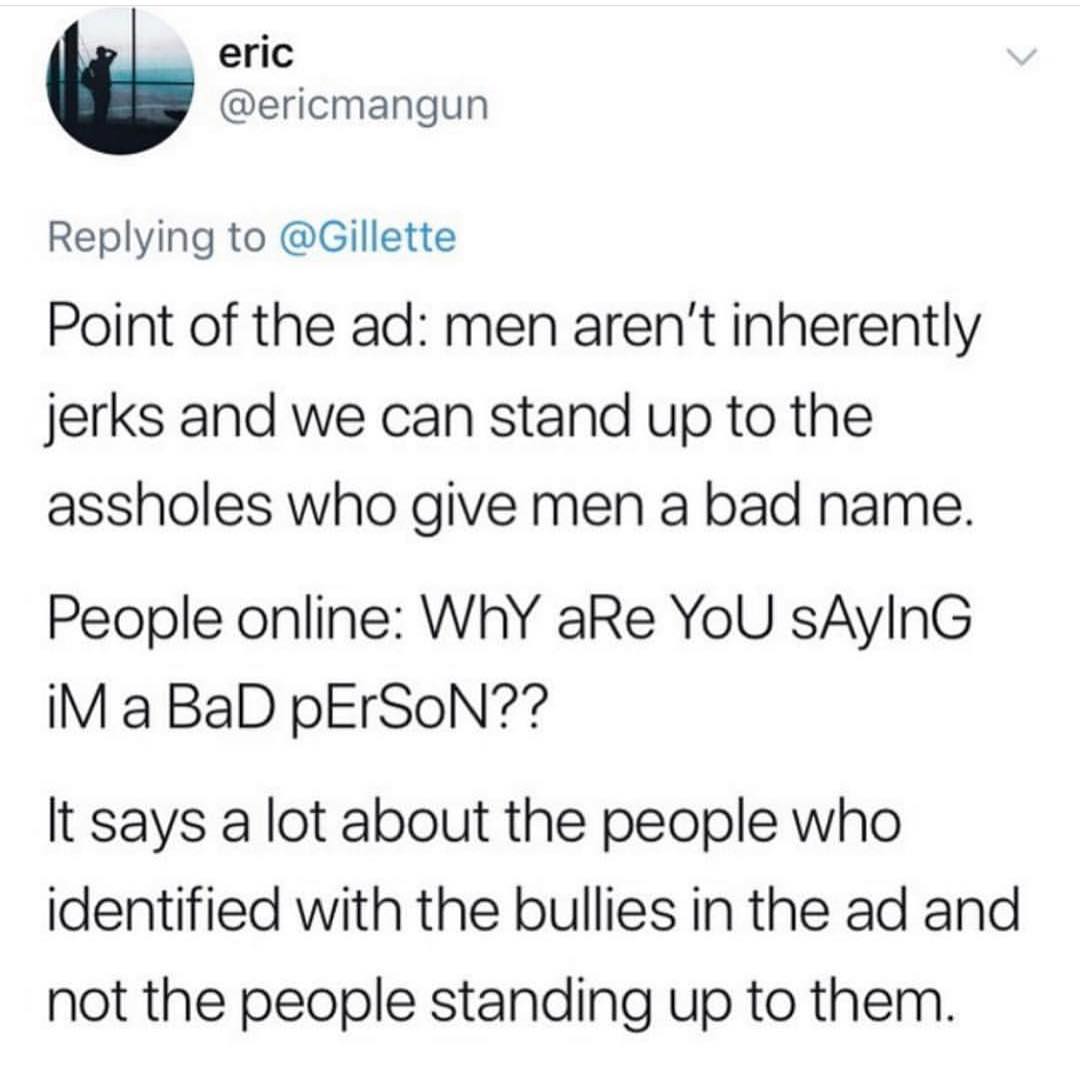 eric
@ericmangun
Replying to @Gillette
Point of the ad: men aren't inherently
jerks and we can stand up to the
assholes who give men a bad name.
People online: WhY aRe YoU sAyInG
iM a BaD pErSoN??
It says a lot about the people who
identified with the bullies in the ad and
not the people standing up to them.